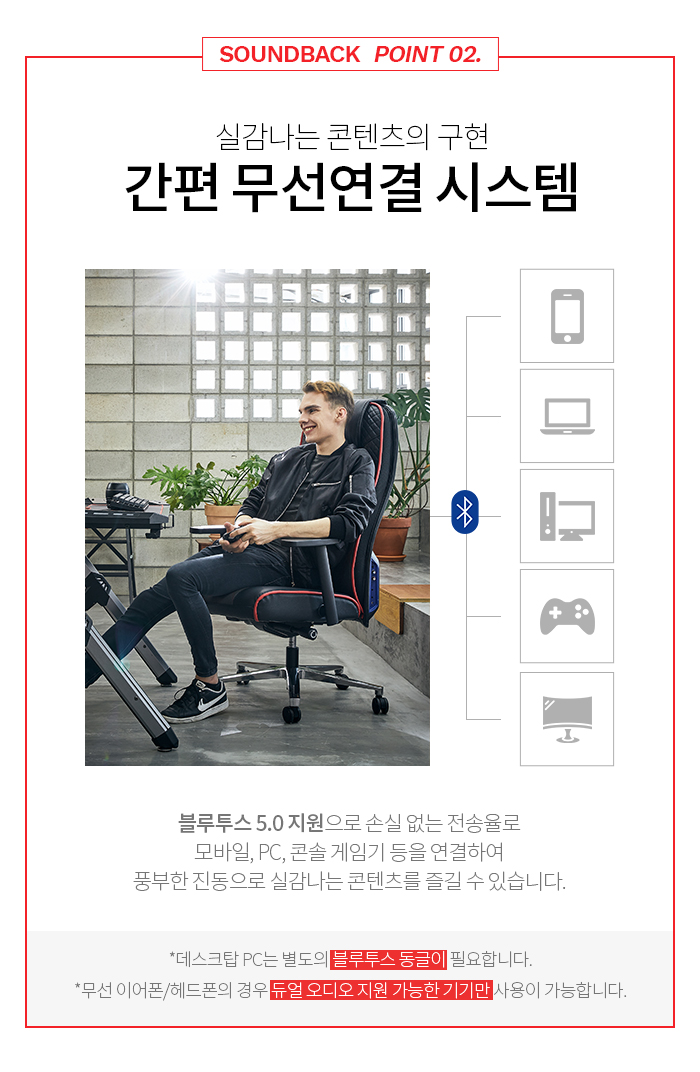 SOUNDBACK POINT 02.
실감나는 콘텐츠의 구현
간편 무선연결 시스템
블루투스 5.0 지원으로 손실 없는 전송율로
모바일, PC, 콘솔 게임기 등을 연결하여
풍부한 진동으로 실감나는 콘텐츠를 즐길 수 있습니다.
*데스크탑 PC는 별도의 블루투스 동글이 필요합니다.
*무선 이어폰/헤드폰의 경우 듀얼 오디오 지원 가능한 기기만 사용이 가능합니다.